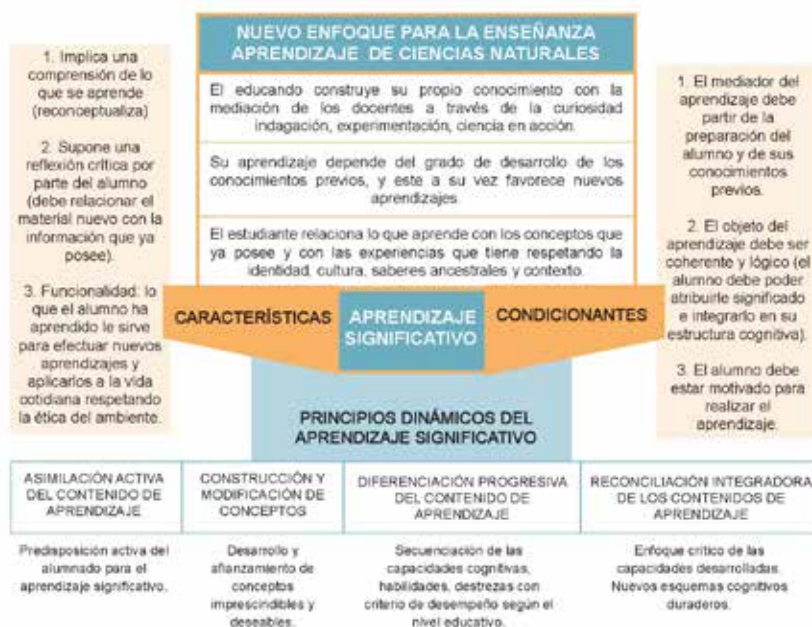 NUEVO ENFOQUE PARA LA ENSEÑANZA
APRENDIZAJE DE CIENCIAS NATURALES
El educando construye su propio conocimiento con la
mediación de los docentes a través de la curiosidad
indagación, experimentación, ciencia en acción.
Su aprendizaje depende del grado de desarrollo de los
conocimientos previos, y este a su vez favorece nuevos
aprendizajes.
El estudiante relaciona lo que aprende con los conceptos que
ya posee y con las experiencias que tiene respetando la
identidad, cultura, saberes ancestrales y contexto.
1. Implica una
comprensión de lo
que se aprende
(reconceptualiza)
2. Supone una
reflexión crítica por
parte del alumno
(debe relacionar el
material nuevo con la
información que ya
posee).
3. Funcionalidad: lo
que el alumno ha
aprendido le sirve
para efectuar nuevos
aprendizajes y
aplicarlos a la vida
cotidiana respetando
la ética del ambiente.
CARACTERÍSTICAS
APRENDIZAJE
SIGNIFICATIVO
CONDICIONANTES
1. El mediador del
aprendizaje debe
partir de la
preparación del
alumno y de sus
conocimientos
previos.
2. El objeto del
aprendizaje debe ser
coherente y lógico (el
alumno debe poder
atribuirle significado
e integrarlo en su
estructura cognitiva).
3. El alumno debe
estar motivado para
realizar el
aprendizaje.
PRINCIPIOS DINÁMICOS DEL
APRENDIZAJE SIGNIFICATIVO
ASIMILACIÓN ACTIVA
DEL CONTENIDO DE
APRENDIZAJE
Predisposición activa del
alumnado para el
aprendizaje significativo.
CONSTRUCCIÓN Y
MODIFICACIÓN DE
CONCEPTOS
Desarrollo y
afianzamiento de
conceptos
imprescindibles y
deseables.
DIFERENCIACIÓN PROGRESIVA
DEL CONTENIDO DE
APRENDIZAJE
Secuenciación de las
capacidades cognitivas,
habilidades, destrezas con
criterio de desempeño según el
nivel educativo.
RECONCILIACIÓN INTEGRADORA
DE LOS CONTENIDOS DE
APRENDIZAJE
Enfoque crítico de las
capacidades desarrolladas.
Nuevos esquemas cognitivos
duraderos.